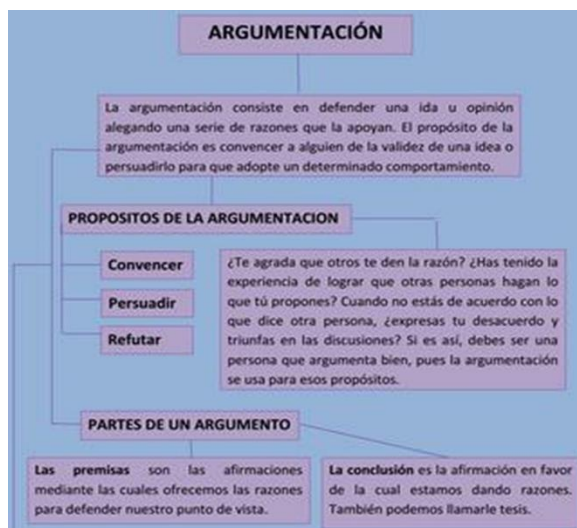 ARGUMENTACIÓN
La argumentación consiste en defender una ida u opinión
alegando una serie de razones que la apoyan. El propósito de la
argumentación es convencer a alguien de la validez de una idea o
persuadirlo para que adopte un determinado comportamiento.
PROPOSITOS DE LA ARGUMENTACION
Convencer
Persuadir
Refutar
¿Te agrada que otros te den la razón? ¿Has tenido la
experiencia de lograr que otras personas hagan lo
que tú propones? Cuando no estás de acuerdo con lo
que dice otra persona, ¿expresas tu desacuerdo y
triunfas en las discusiones? Si es así, debes ser una
persona que argumenta bien, pues la argumentación
se usa para esos propósitos.
PARTES DE UN ARGUMENTO
Las premisas son las afirmaciones
mediante las cuales ofrecemos las razones
para defender nuestro punto de vista.
La conclusión es la afirmación en favor
de la cual estamos dando razones.
También podemos llamarle tesis.